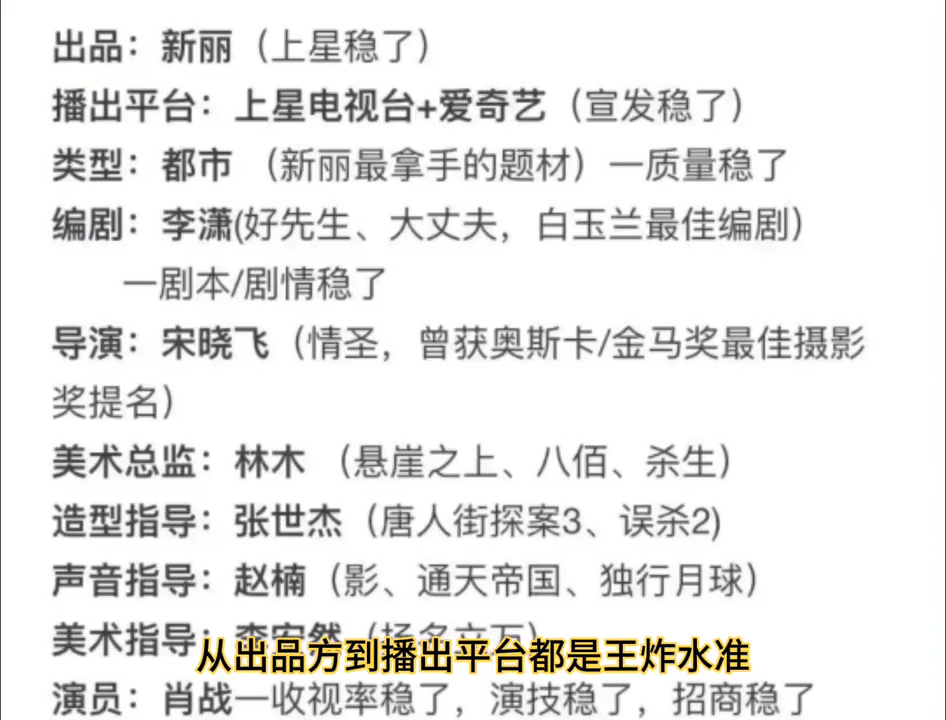 出品：新丽（上星稳了）
播出平台：上星电视台+爱奇艺（宣发稳了）
类型：都市 （新丽最拿手的题材）一质量稳了
编剧：李潇(好先生、大丈夫，白玉兰最佳编剧）
一剧本/剧情稳了
导演：宋晓飞（情圣，曾获奥斯卡/金马奖最佳摄影
奖提名）
美术总监：林木 （悬崖之上、八佰、杀生）
造型指导：张世杰（唐人街探案3、误杀2)
声音指导：赵楠（影、通天帝国、独行月球）
美术指导：李安然（扬名立万）
从出品方到播出平台都是王炸水准
演员：肖战一收视率稳了，演技稳了，招商稳了